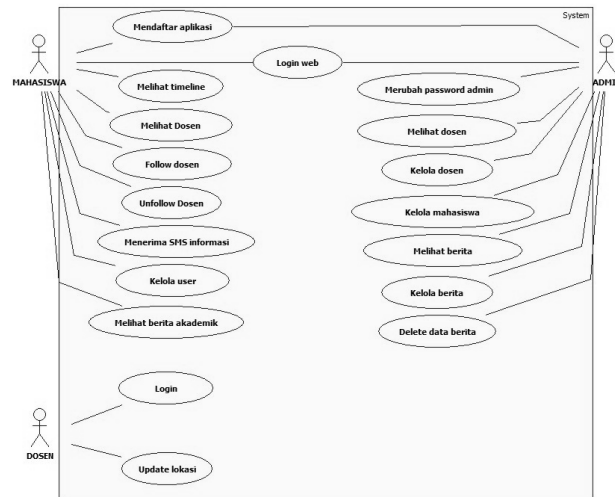 System
Mendaftar aplikasi
Login web
MAHASISWA
ADMI
Melihat timeline
Merubah password admin
Melihat Dosen
Melihat dosen
Follow dosen
Kelola dosen
Unfollow Dosen
Kelola mahasiswa
Menerima SMS informasi
Melihat berita
Kelola user
Kelola berita
Melihat berita akademik
Delete data berita
Login
DOSEN
Update lokasi